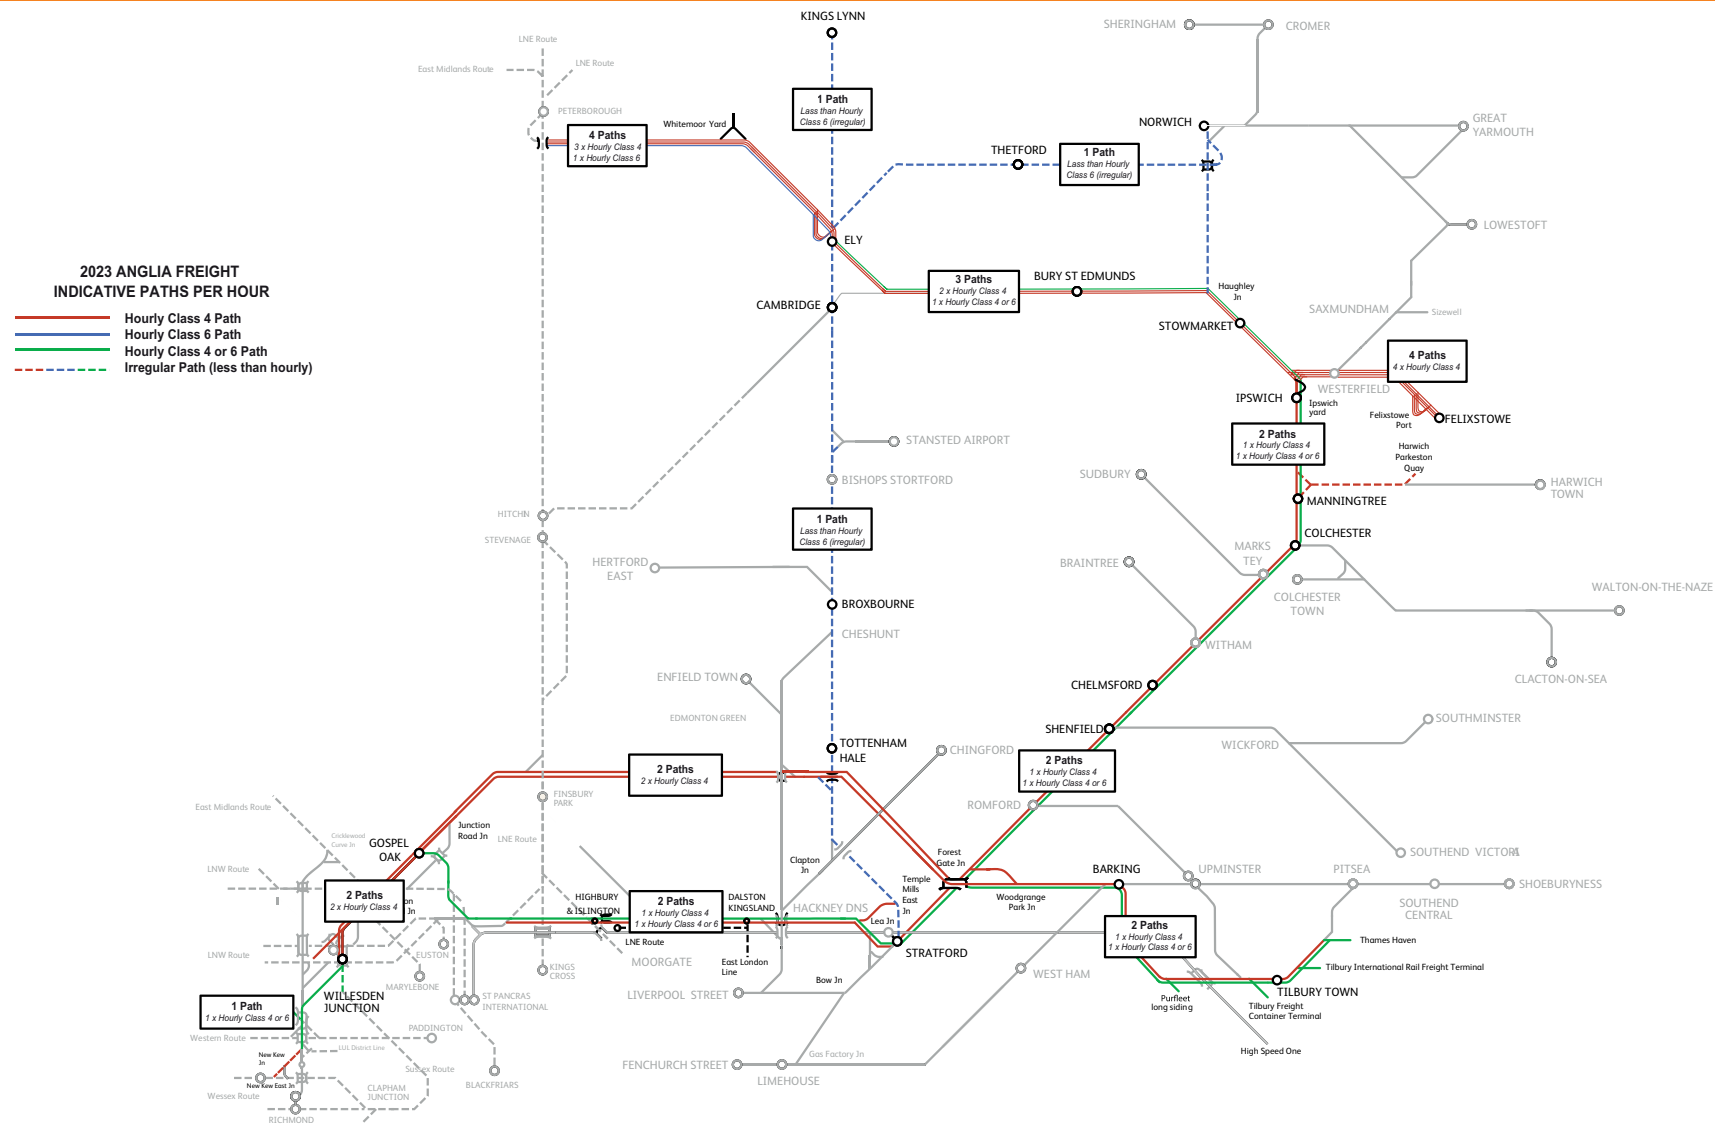 KINGS LYNN
SHERINGHAM
CROMER
LNE Route
East Midlands Route
LNE Route
PETERBOROUGH
1 Path
Less than Hourly
Class 6 (irregular)
Whitemoor Yard
4 Paths
3 x Hourly Class 4
1 x Hourly Class 6
NORWICH
GREAT
YARMOUTH
THETFORD
1 Path
Less than Hourly
Class 6 (irregular)
LOWESTOFT
ELY
2023 ANGLIA FREIGHT
INDICATIVE PATHS PER HOUR
Hourly Class 4 Path
Hourly Class 6 Path
Hourly Class 4 or 6 Path
Irregular Path (less than hourly)
3 Paths
2 x Hourly Class 4
1 x Hourly Class 4 or 6
BURY ST EDMUNDS
Haughley
Jn
CAMBRIDGE
STOWMARKET
SAXMUNDHAM
Sizewell
4 Paths
4 x Hourly Class 4
WESTERFIELD
IPSWICH
Ipswich
yard
Felixstowe
Port
FELIXSTOWE
2 Paths
1 x Hourly Class 4
1 x Hourly Class 4 or 6
Harwich
Parkeston
Quay
STANSTED AIRPORT
BISHOPS STORTFORD
SUDBURY
HARWICH
TOWN
MANNINGTREE
HITCHIN
STEVENAGE
1 Path
Less than Hourly
Class 6 (irregular)
COLCHESTER
MARKS
TEY
BRAINTREE
HERTFORD
EAST
COLCHESTER
TOWN
WALTON-ON-THE-NAZE
BROXBOURNE
CHESHUNT
WITHAM
CLACTON-ON-SEA
ENFIELD TOWN
CHELMSFORD
EDMONTON GREEN
SHENFIELD
SOUTHMINSTER
WICKFORD
TOTTENHAM
HALE
CHINGFORD
2 Paths
2 x Hourly Class 4
2 Paths
1 x Hourly Class 4
1 x Hourly Class 4 or 6
East Midlands Route
FINSBURY
PARK
ROMFORD
Cricklewood
Curve Jn
Junction
Road Jn
LNE Route
GOSPEL
OAK
SOUTHEND VICTORIA
LNW Route
Clapton
Jn
Forest
Gate Jn
BARKING
UPMINSTER
PITSEA
SHOEBURYNESS
2 Paths
2 x Hourly Class 4
on
Jn
HIGHBURY
& ISLINGTON
2 Paths
1 x Hourly Class 4
1 x Hourly Class 4 or 6
DALSTON
KINGSLAND
HACKNEY DNS
Temple
Mills
East
Jn
Woodgrange
Park Jn
SOUTHEND
CENTRAL
Lea Jn
LNE Route
2 Paths
1 x Hourly Class 4
1 x Hourly Class 4 or 6
LNW Route
EUSTON
MOORGATE
East London
Line
STRATFORD
Thames Haven
KINGS
CROSS
MARYLEBONE
Bow Jn
WEST HAM
Tilbury International Rail Freight Terminal
WILLESDEN
JUNCTION
ST PANCRAS
INTERNATIONAL
LIVERPOOL STREET
TILBURY TOWN
Purfleet
long siding
Tilbury Freight
Container Terminal
1 Path
1 x Hourly Class 4 or 6
PADDINGTON
Western Route
LUL District Line
New Kew
Jn
Sussex Route
Gas Factory Jn
High Speed One
FENCHURCH STREET
LIMEHOUSE
New Kew East Jn
BLACKFRIARS
CLAPHAM
JUNCTION
Wessex Route
RICHMOND